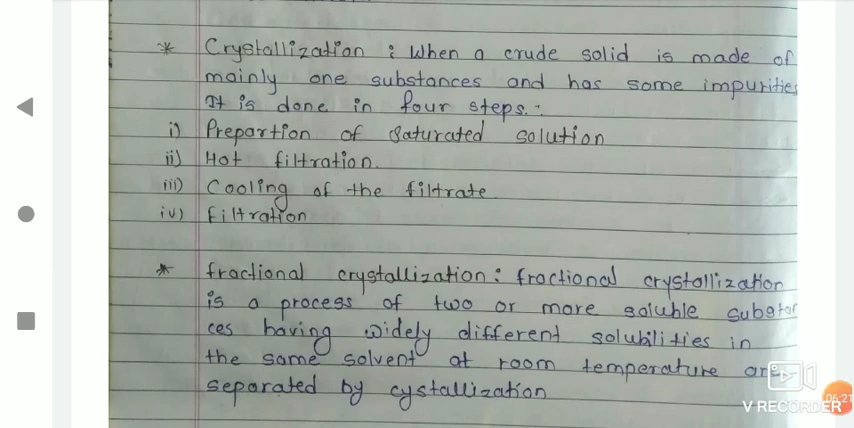 * Crystallization : When a crude solid is made of
mainly one substances and has some impurities
It is done in four steps. :
i) Prepartion of saturated solution
ii) Hot filtration.
iii) Cooling of the filtrate
iv) filtration
* fractional crystallization : fractional crystallization
is a process of two or more soluble substan
ces having widely different solubilities in
the same solvent at room temperature are
separated by cystallization
V RECORDER
06:21